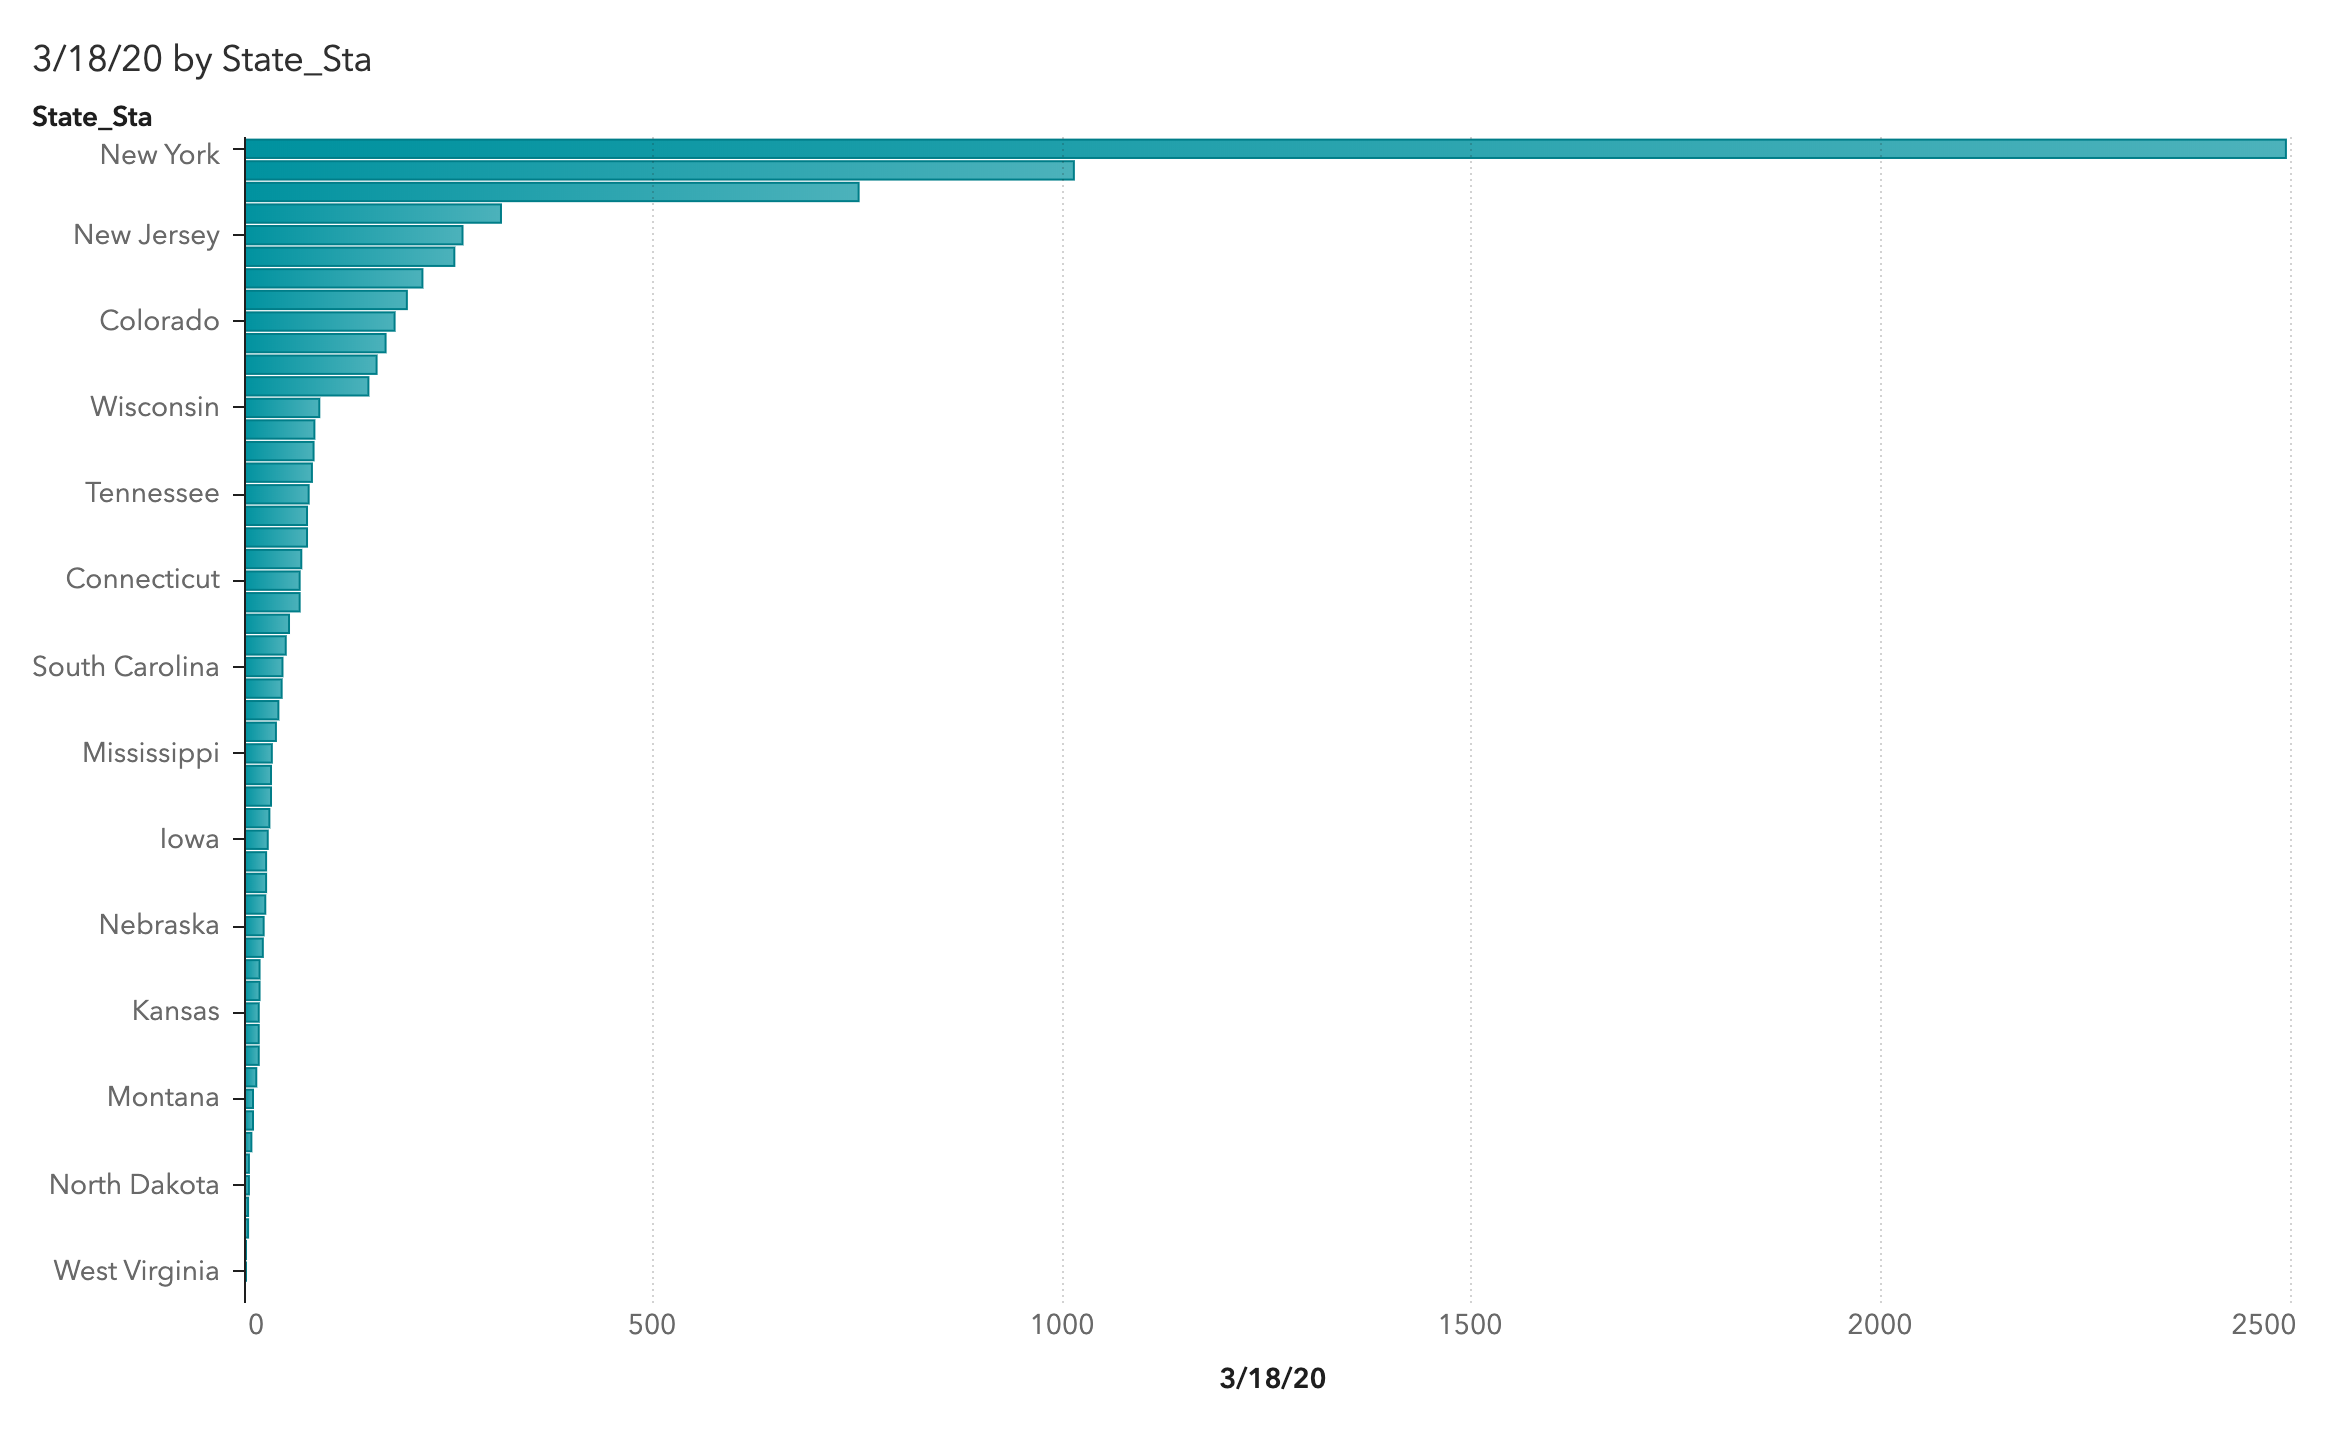 3/18/20 by State_Sta
State_Sta
New York
New Jersey
Colorado
Wisconsin
Tennessee
Connecticut
South Carolina
Mississippi
Iowa
Nebraska
Kansas
Montana
North Dakota
West Virginia
0 500 1000 1500 2000 2500
3/18/20